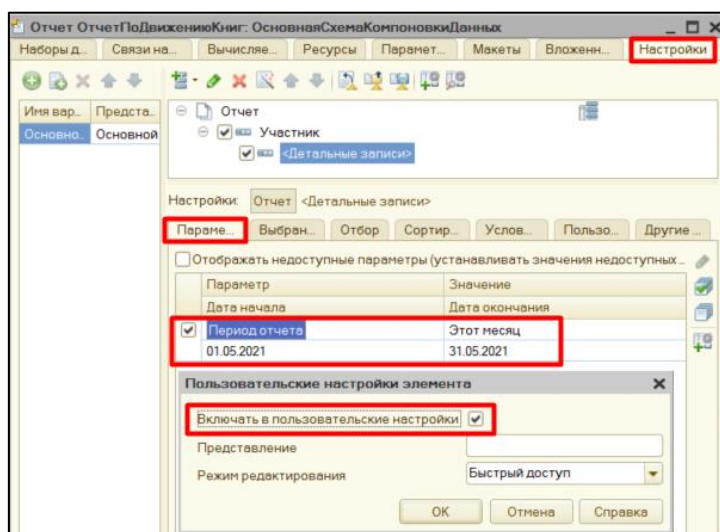 Отчет ОтчетПоДвижениюКниг: ОсновнаяСхемаКомпоновкиДанных
Наборы д... Связи на... Вычисляе... Ресурсы Парамет... Макеты Вложенн... Настройки
Имя вар... Предста...
Основно... Основной
Отчет
Участник
<Детальные записи>
Настройки: Отчет <Детальные записи>
Параме... Выбран... Отбор Сортир... Услов... Пользо... Другие ...
Отображать недоступные параметры (устанавливать значения недоступных ...
Параметр Значение
Дата начала Дата окончания
Период отчета Этот месяц
01.05.2021 31.05.2021
Пользовательские настройки элемента
Включать в пользовательские настройки
Представление
Режим редактирования Быстрый доступ
ОК Отмена Справка